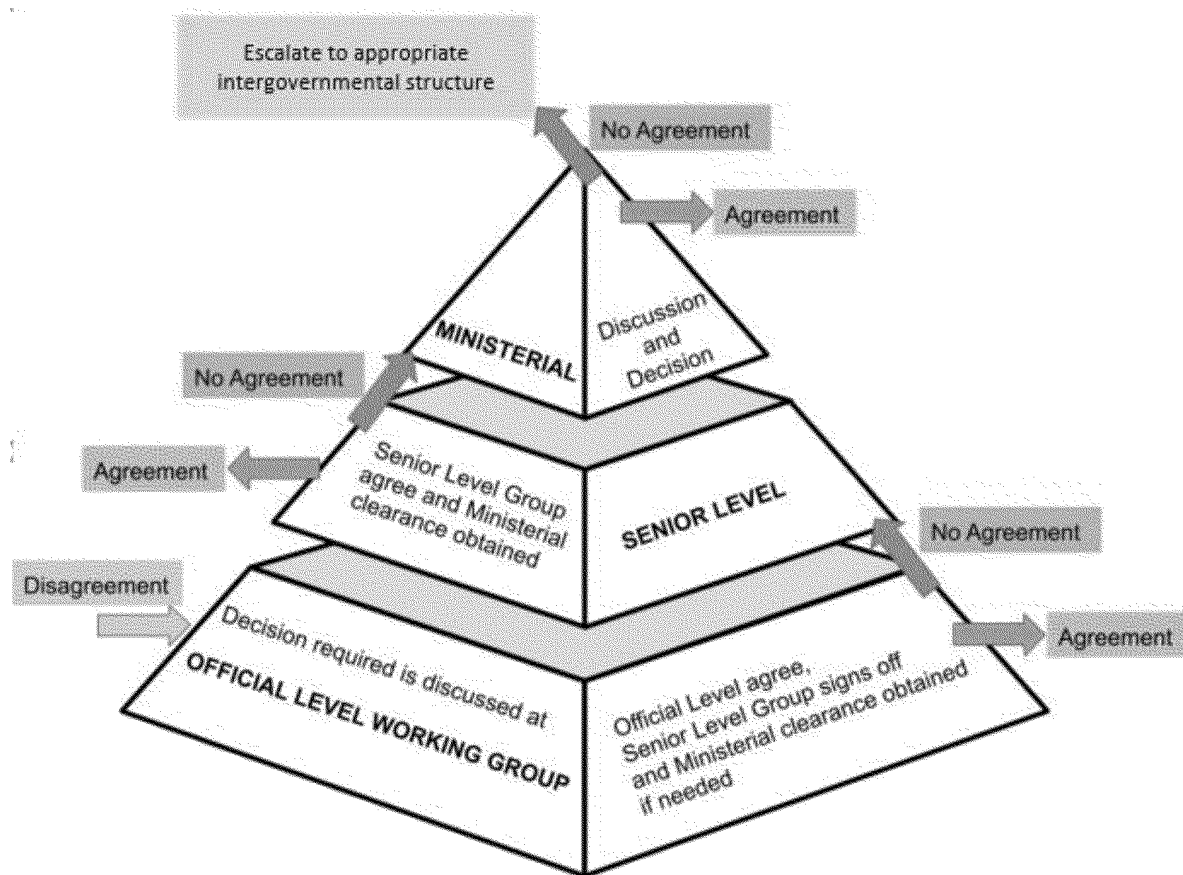 Escalate to appropriate
intergovernmental structure
No Agreement
Agreement
MINISTERIAL
Discussion
and
Decision
No Agreement
Agreement
Senior Level Group
agree and Ministerial
clearance obtained
SENIOR LEVEL
No Agreement
Disagreement
Agreement
Decision required is discussed at
OFFICIAL LEVEL WORKING GROUP
Official Level agree,
Senior Level Group signs off
and Ministerial clearance obtained
if needed